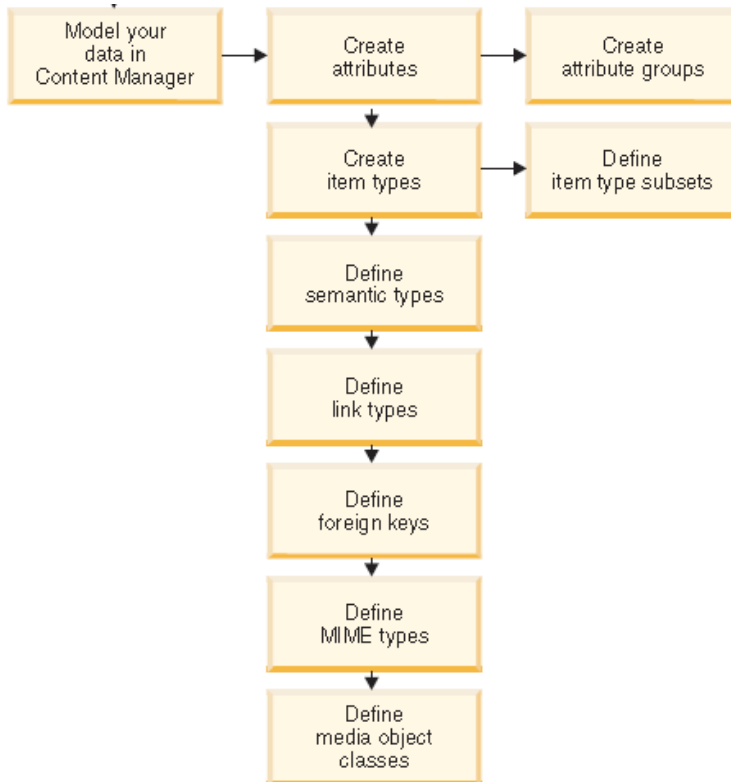 Model your
data in
Content Manager
Create
attributes
Create
attribute groups
Create
item types
Define
item type subsets
Define
semantic types
Define
link types
Define
foreign keys
Define
MIME types
Define
media object
classes